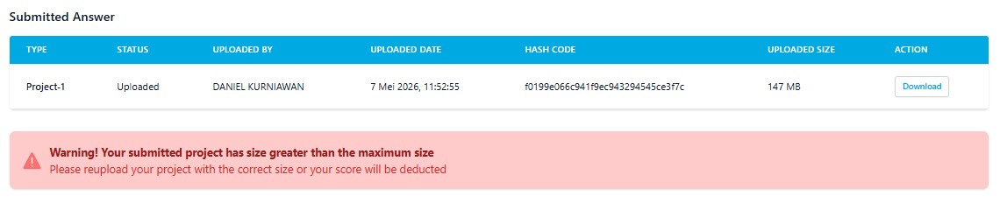 Submitted Answer
TYPE STATUS UPLOADED BY UPLOADED DATE HASH CODE UPLOADED SIZE ACTION
Project-1 Uploaded DANIEL KURNIAWAN 7 Mei 2026, 11:52:55 f0199e066c941f9ec943294545ce3f7c 147 MB Download
Warning! Your submitted project has size greater than the maximum size
Please reupload your project with the correct size or your score will be deducted